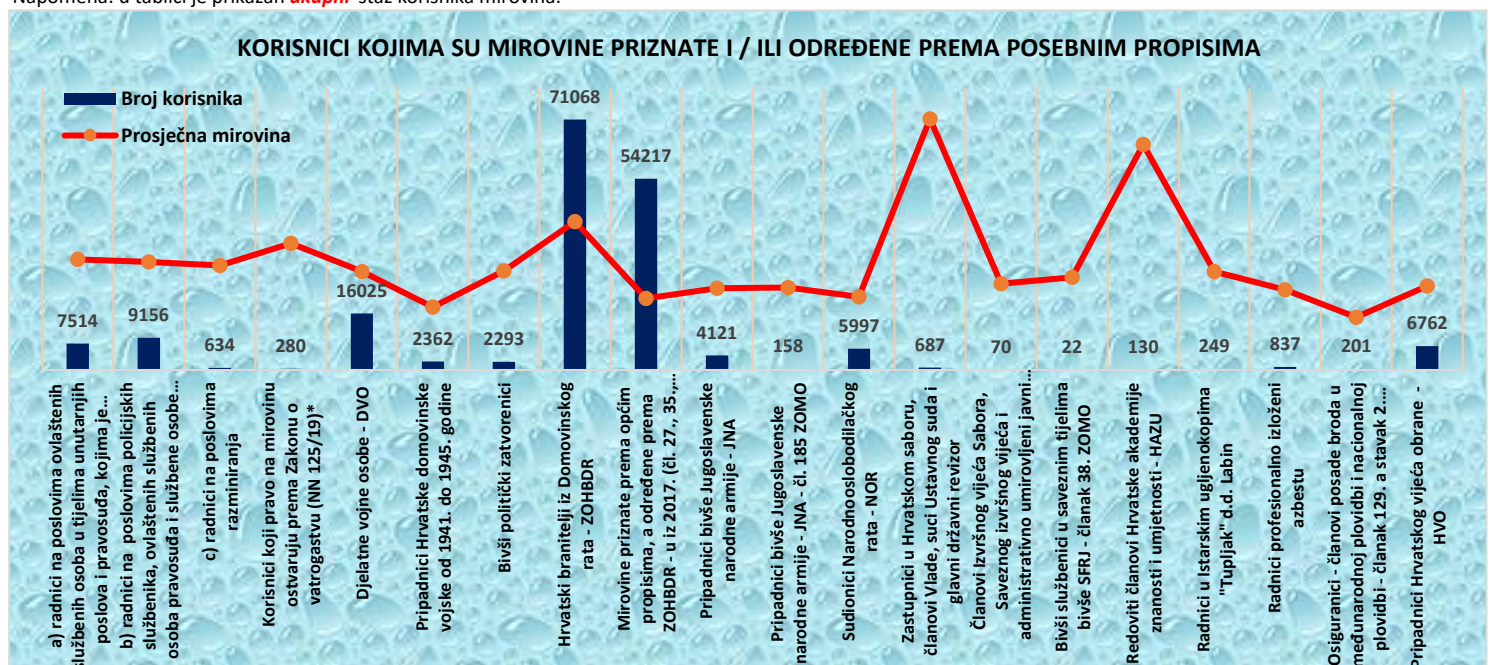 Napomena: u tablici je prikazan "ukupni" staž korisnika mirovina.
KORISNICI KOJIMA SU MIROVINE PRIZNATE I / ILI ODREĐENE PREMA POSEBNIM PROPISIMA
Broj korisnika
Prosječna mirovina
7514
9156
634
280
16025
2362
2293
71068
54217
4121
158
5997
687
70
22
130
249
837
201
6762
a) radnici na poslovima ovlaštenih
službenih osoba u tijelima unutarnjih
poslova i pravosuđa, kojima je...
b) radnici na poslovima policijskih
službenika, ovlaštenih službenih
osoba pravosuđa i službene osobe...
c) radnici na poslovima
razminiranja
Korisnici koji pravo na mirovinu
ostvaruju prema Zakonu o
vatrogastvu (NN 125/19)*
Djelatne vojne osobe - DVO
Pripadnici Hrvatske domovinske
vojske od 1941. do 1945. godine
Bivši politički zatvorenici
Hrvatski branitelji iz Domovinskog
rata - ZOHBDR
Mirovine priznate prema općim
propisima, a određene prema
ZOHBDR - u iz 2017. (čl. 27., 35.,...
Pripadnici bivše Jugoslavenske
narodne armije - JNA
Pripadnici bivše Jugoslavenske
narodne armije - JNA - čl. 185 ZOMO
Sudionici Narodnooslobodilačkog
rata - NOR
Zastupnici u Hrvatskom saboru,
članovi Vlade, suci Ustavnog suda i
glavni državni revizor
Članovi Izvršnog vijeća Sabora,
Saveznog izvršnog vijeća i
administrativno umirovljeni javni...
Bivši službenici u saveznim tijelima
bivše SFRJ - članak 38. ZOMO
Redoviti članovi Hrvatske akademije
znanosti i umjetnosti - HAZU
Radnici u Istarskim ugljenokopima
"Tupljak" d.d. Labin
Radnici profesionalno izloženi
azbestu
Osiguranici - članovi posade broda u
međunarodnoj plovidbi i nacionalnoj
plovidbi - članak 129. a stavak 2....
Pripadnici Hrvatskog vijeća obrane -
HVO